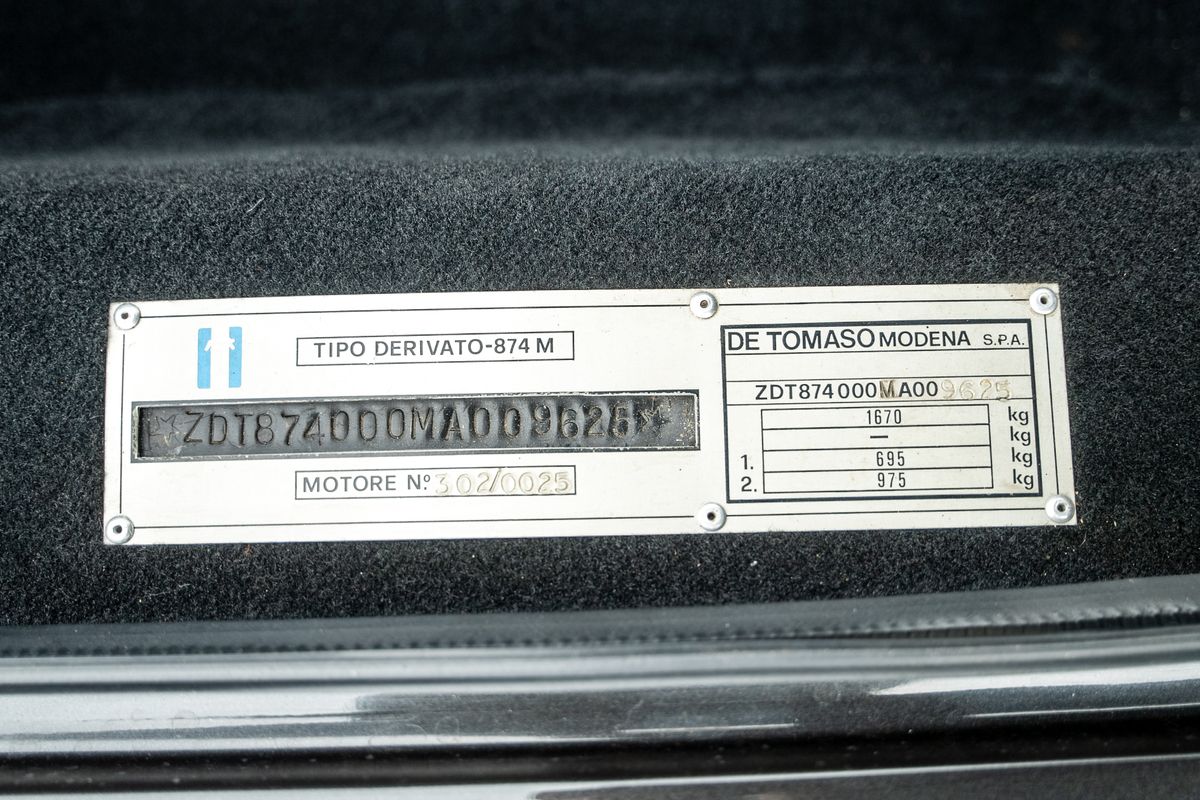 TIPO DERIVATO-874 M
☆ZDT874000MA009625☆
MOTORE Nº 302/0025
DE TOMASO MODENA S.P.A.
ZDT874000MA009625
1670 kg
— kg
1. 695 kg
2. 975 kg